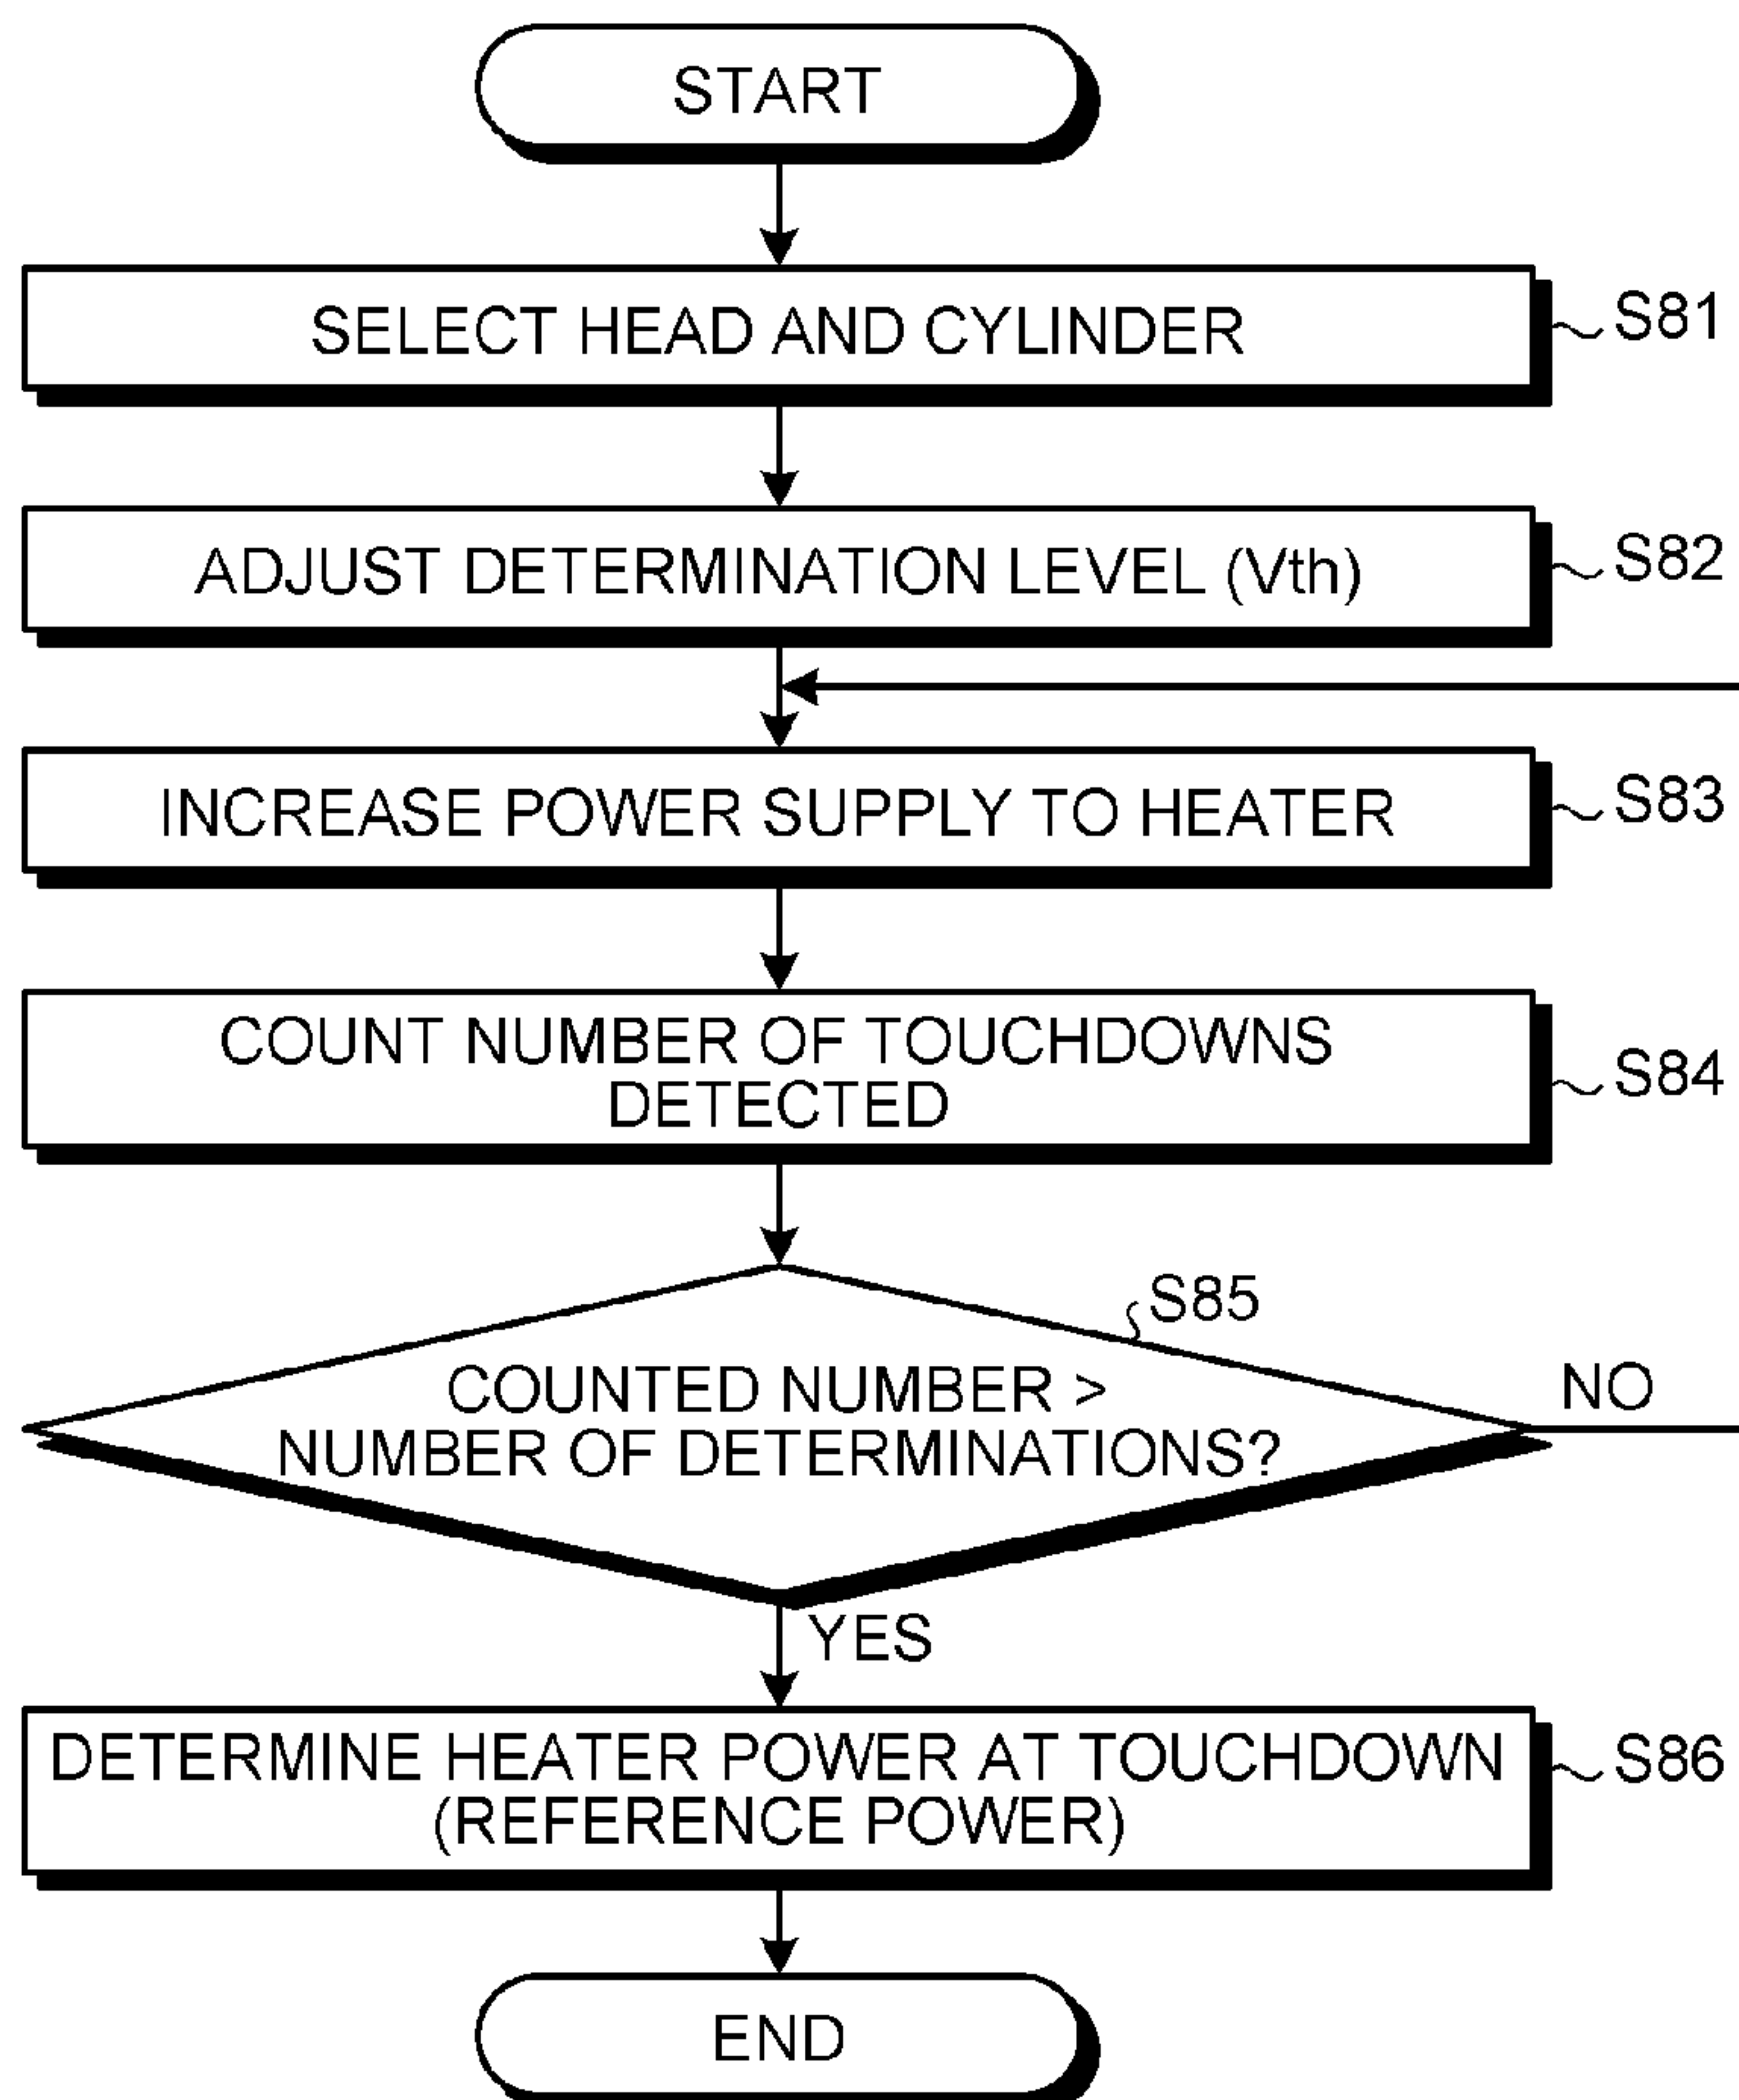 START
SELECT HEAD AND CYLINDER
S81
ADJUST DETERMINATION LEVEL (Vth)
S82
INCREASE POWER SUPPLY TO HEATER
S83
COUNT NUMBER OF TOUCHDOWNS
DETECTED
S84
S85
COUNTED NUMBER >
NUMBER OF DETERMINATIONS?
NO
YES
DETERMINE HEATER POWER AT TOUCHDOWN
(REFERENCE POWER)
S86
END